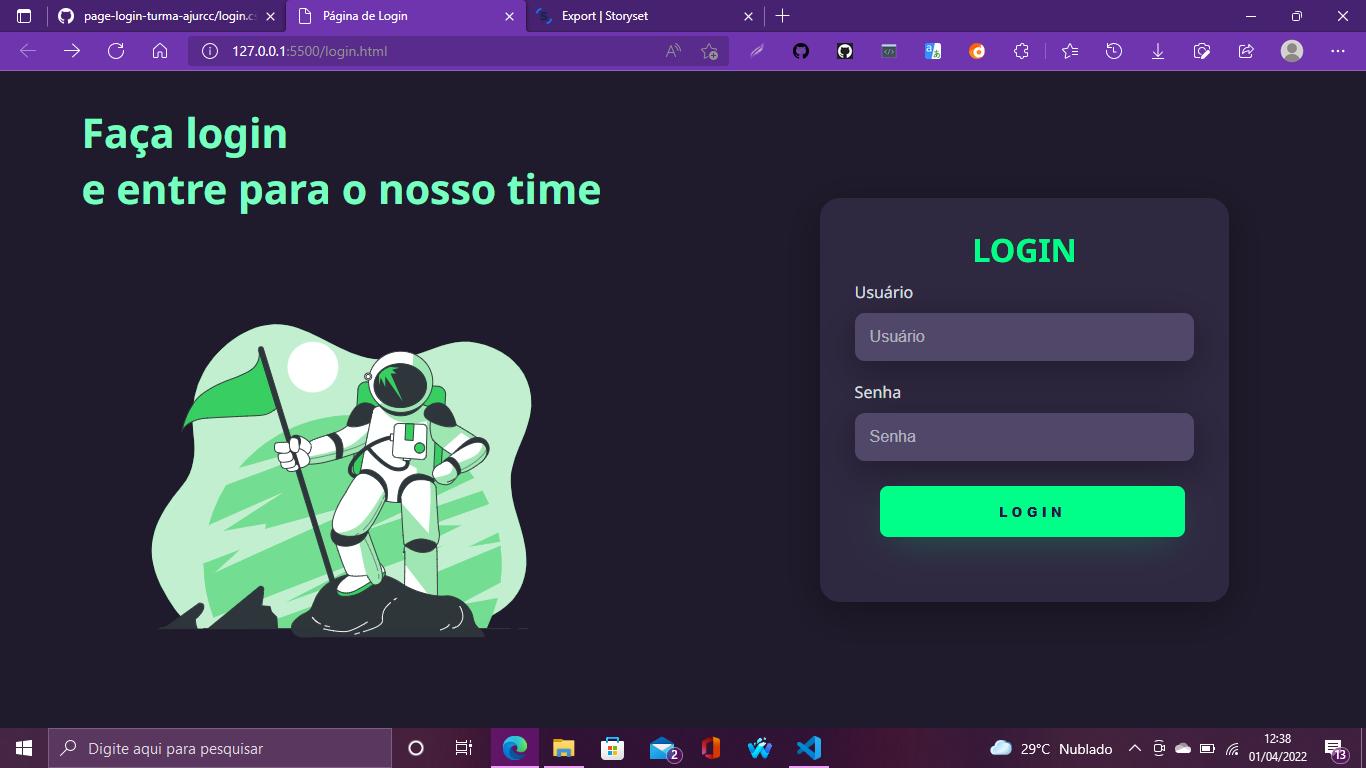 page-login-turma-ajurcc/login.cs
Página de Login
Export | Storyset
127.0.0.1:5500/login.html
Faça login
e entre para o nosso time
LOGIN
Usuário
Usuário
Senha
Senha
LOGIN
Digite aqui para pesquisar
2
29°C Nublado
12:38
01/04/2022
13